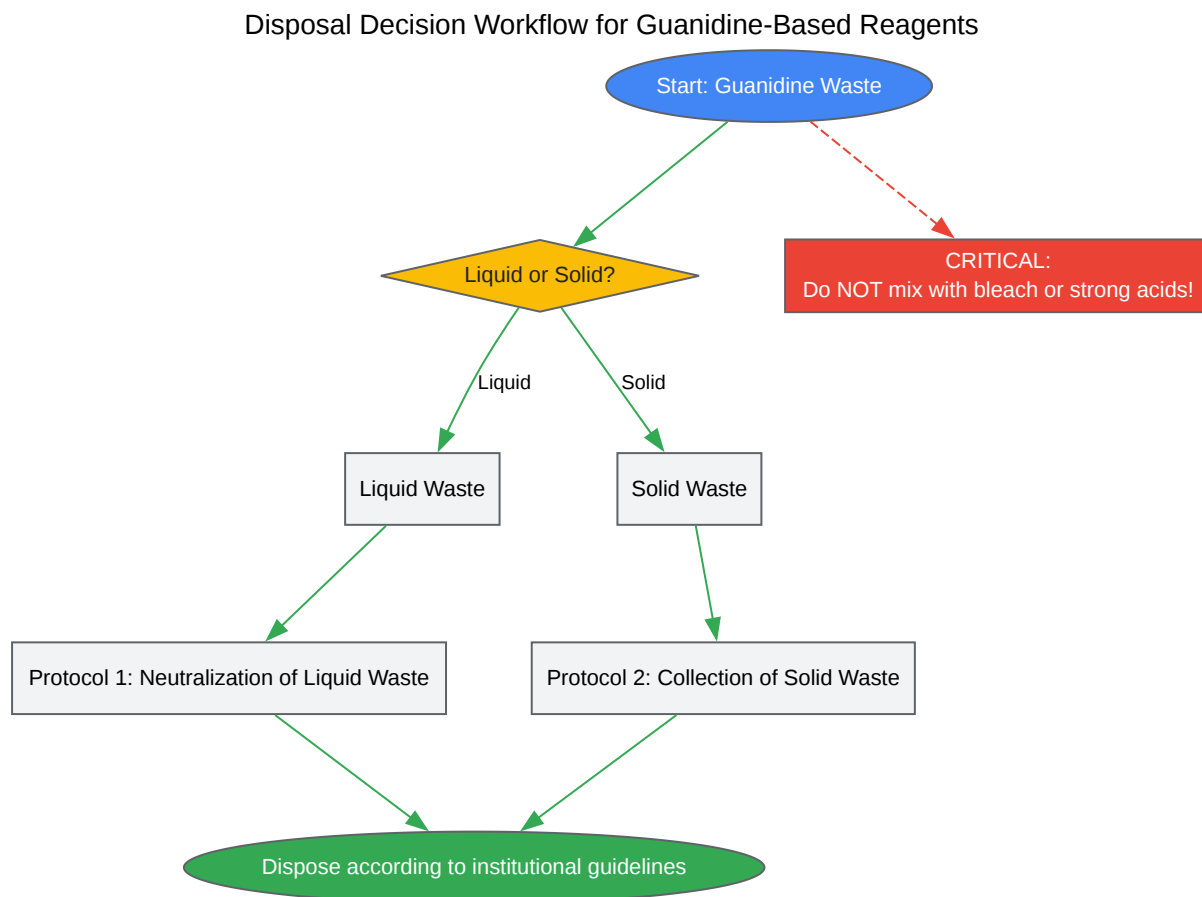 Disposal Decision Workflow for Guanidine-Based Reagents
Start: Guanidine Waste
Liquid or Solid?
CRITICAL:
Do NOT mix with bleach or strong acids!
Liquid
Solid
Liquid Waste
Solid Waste
Protocol 1: Neutralization of Liquid Waste
Protocol 2: Collection of Solid Waste
Dispose according to institutional guidelines